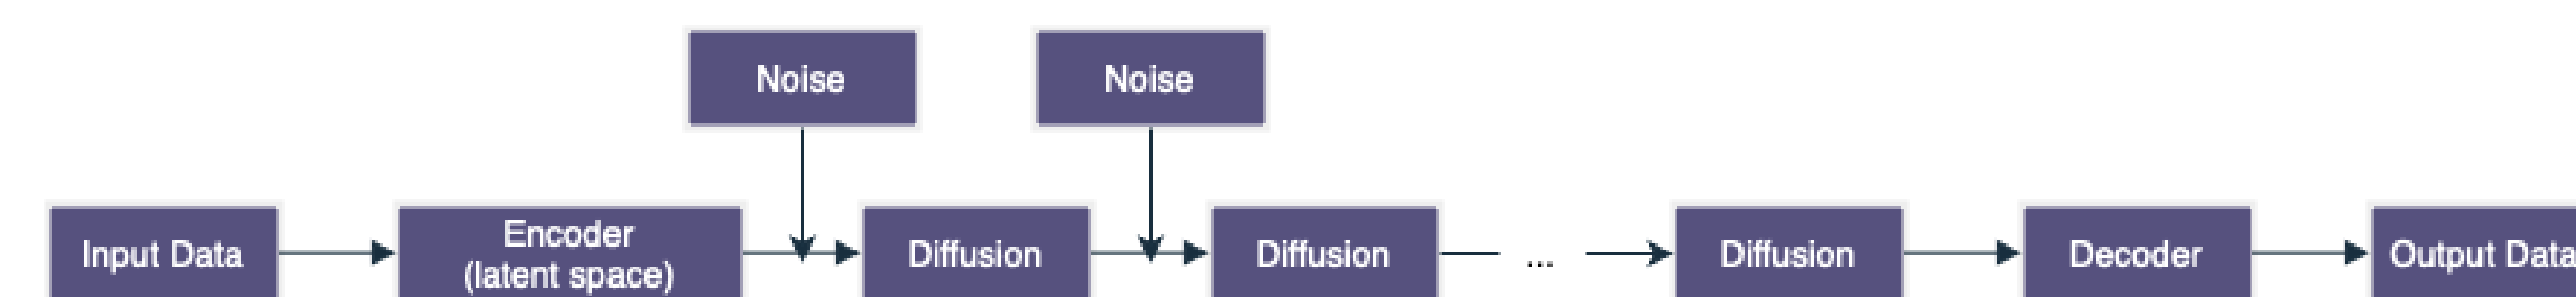 Noise
Noise
Input Data
Encoder
(latent space)
Diffusion
Diffusion
...
Diffusion
Decoder
Output Data